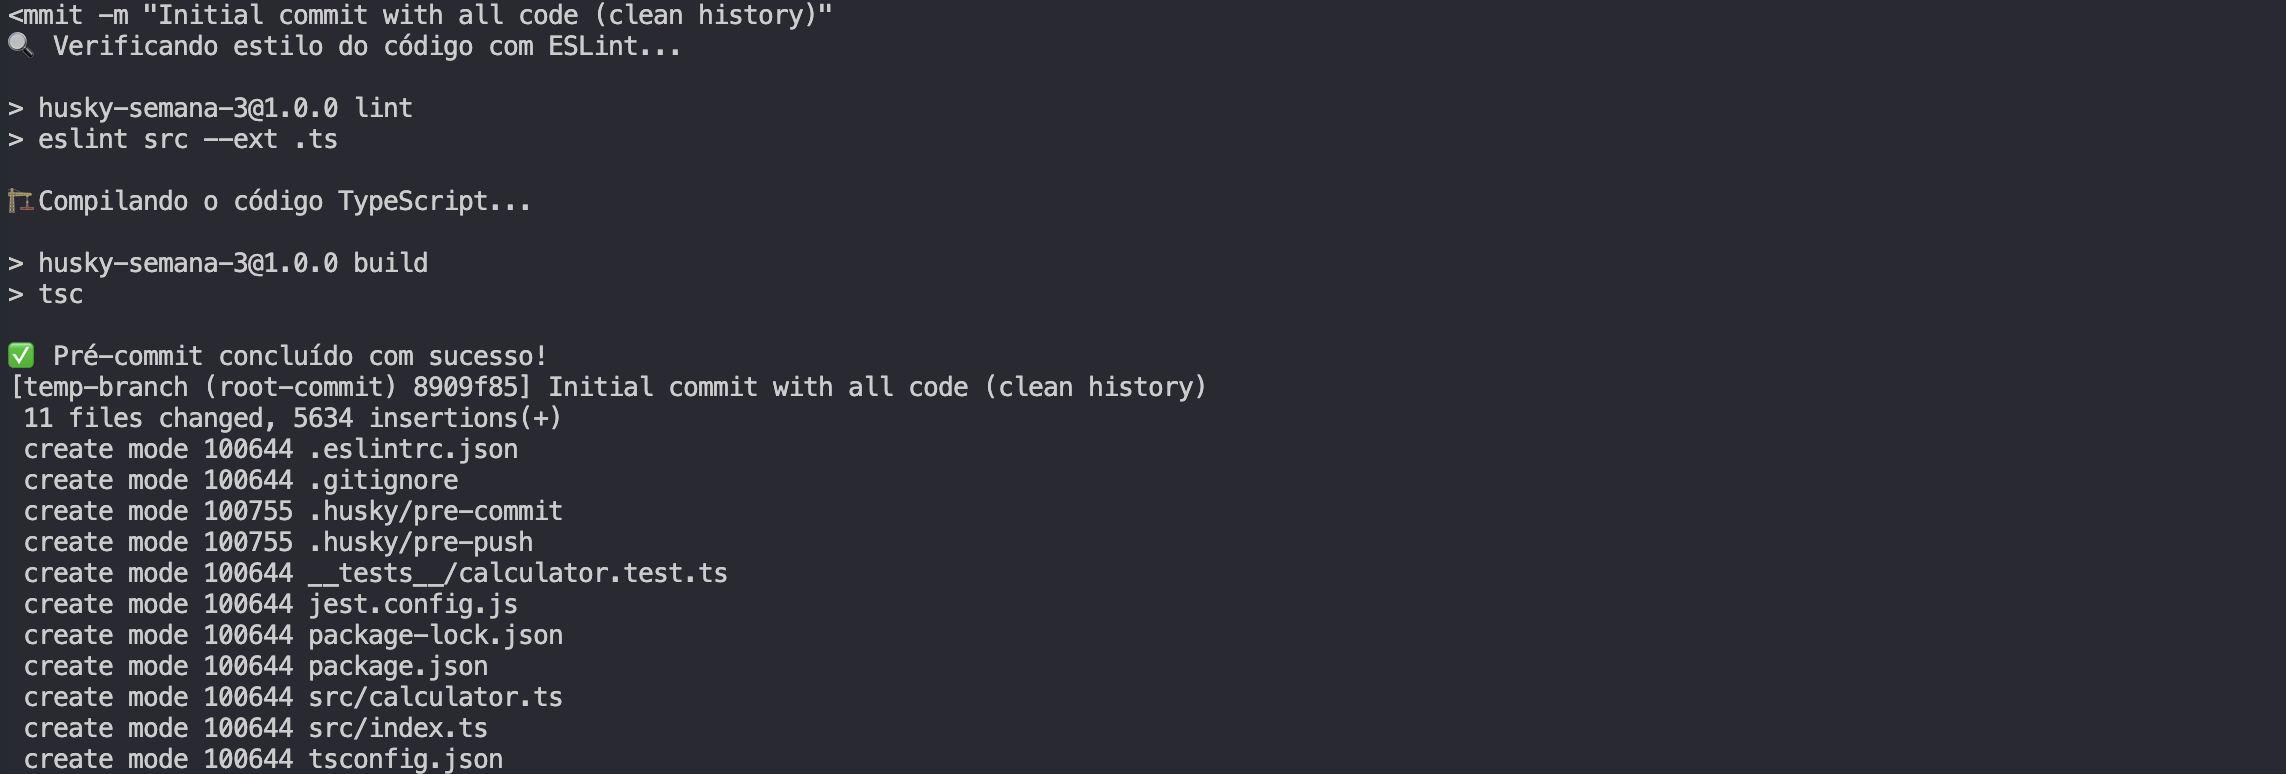 <mmit -m "Initial commit with all code (clean history)"
🔍 Verificando estilo do código com ESLint...
> husky-semana-3@1.0.0 lint
> eslint src --ext .ts
🏗️Compilando o código TypeScript...
> husky-semana-3@1.0.0 build
> tsc
✅ Pré-commit concluído com sucesso!
[temp-branch (root-commit) 8909f85] Initial commit with all code (clean history)
 11 files changed, 5634 insertions(+)
 create mode 100644 .eslintrc.json
 create mode 100644 .gitignore
 create mode 100755 .husky/pre-commit
 create mode 100755 .husky/pre-push
 create mode 100644 __tests__/calculator.test.ts
 create mode 100644 jest.config.js
 create mode 100644 package-lock.json
 create mode 100644 package.json
 create mode 100644 src/calculator.ts
 create mode 100644 src/index.ts
 create mode 100644 tsconfig.json